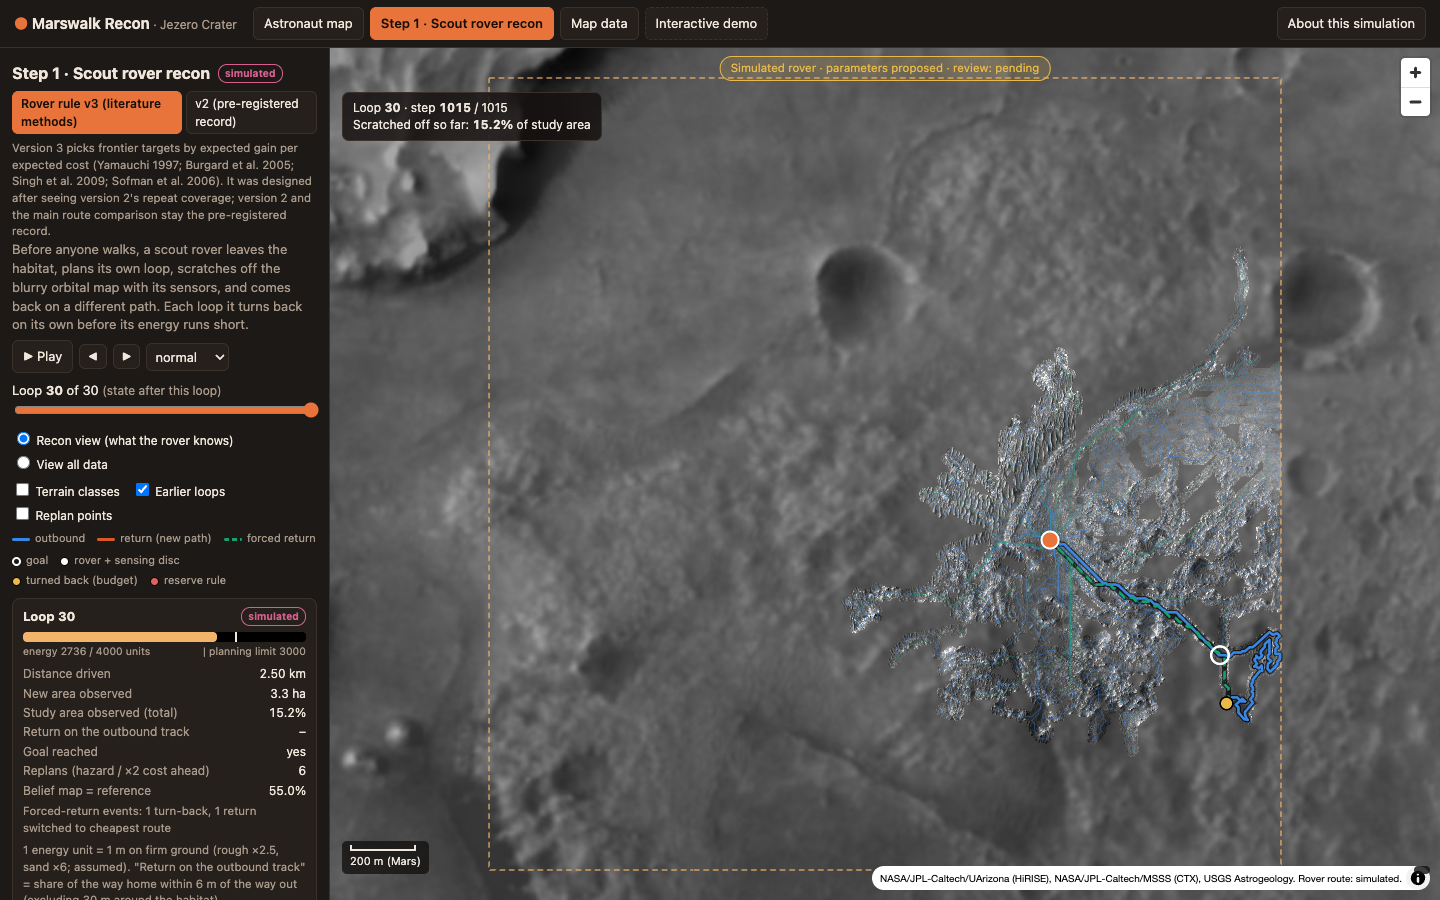 Marswalk Recon · Jezero Crater
Astronaut map
Step 1 · Scout rover recon
Map data
Interactive demo
About this simulation
Step 1 · Scout rover recon
simulated
Rover rule v3 (literature
methods)
v2 (pre-registered
record)
Version 3 picks frontier targets by expected gain per
expected cost (Yamauchi 1997; Burgard et al. 2005;
Singh et al. 2009; Sofman et al. 2006). It was designed
after seeing version 2's repeat coverage; version 2 and
the main route comparison stay the pre-registered
record.
Before anyone walks, a scout rover leaves the
habitat, plans its own loop, scratches off the
blurry orbital map with its sensors, and comes
back on a different path. Each loop it turns back
on its own before its energy runs short.
Play
normal
Loop 30 of 30 (state after this loop)
Recon view (what the rover knows)
View all data
Terrain classes
Earlier loops
Replan points
outbound
return (new path)
forced return
goal
rover + sensing disc
turned back (budget)
reserve rule
Loop 30
simulated
energy 2736 / 4000 units
| planning limit 3000
Distance driven 2.50 km
New area observed 3.3 ha
Study area observed (total) 15.2%
Return on the outbound track –
Goal reached yes
Replans (hazard / ×2 cost ahead) 6
Belief map = reference 55.0%
Forced-return events: 1 turn-back, 1 return
switched to cheapest route
1 energy unit = 1 m on firm ground (rough ×2.5,
sand ×6; assumed). "Return on the outbound track"
= share of the way home within 6 m of the way out
(excluding 30 m around the habitat)
Simulated rover · parameters proposed · review: pending
Loop 30 · step 1015 / 1015
Scratched off so far: 15.2% of study area
+
−
200 m (Mars)
NASA/JPL-Caltech/UArizona (HiRISE), NASA/JPL-Caltech/MSSS (CTX), USGS Astrogeology. Rover route: simulated.